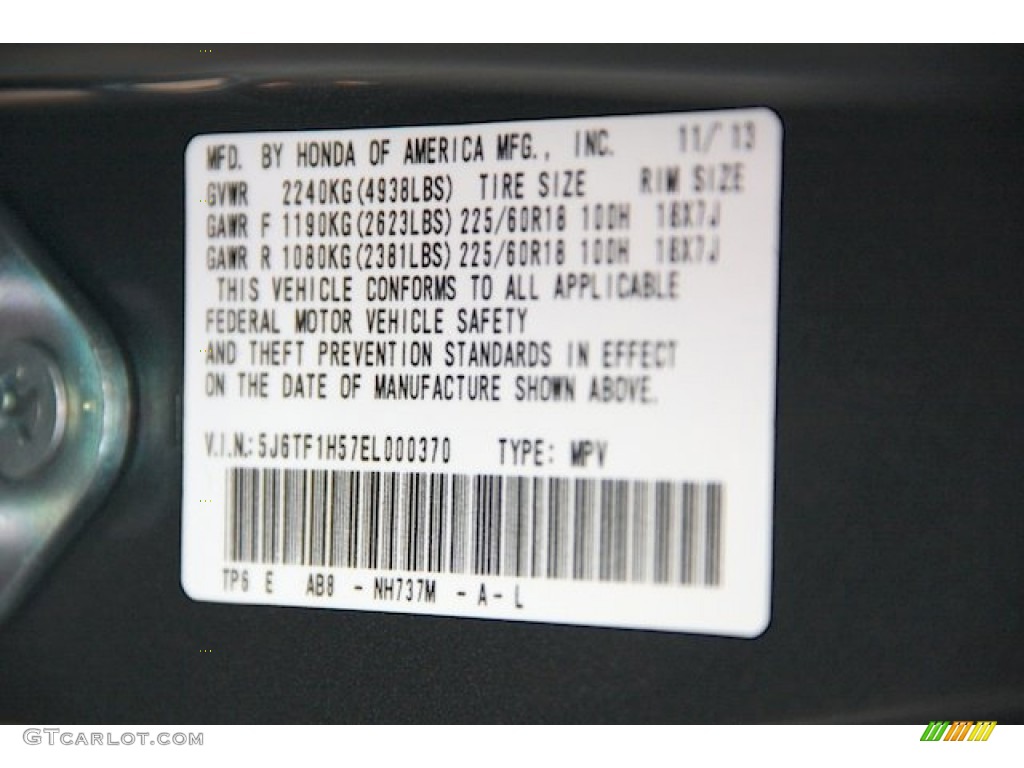 MFD. BY HONDA OF AMERICA MFG., INC. 11/ 13
GVWR 2240KG(4938LBS) TIRE SIZE RIM SIZE
GAWR F 1190KG(2623LBS) 225/60R18 100H 18X7J
GAWR R 1080KG(2381LBS) 225/60R18 100H 18X7J
THIS VEHICLE CONFORMS TO ALL APPLICABLE
FEDERAL MOTOR VEHICLE SAFETY
AND THEFT PREVENTION STANDARDS IN EFFECT
ON THE DATE OF MANUFACTURE SHOWN ABOVE.
V.I.N.: 5J6TF1H57EL000370 TYPE: MPV
TP6 E AB8 - NH737M - A - L
GTCARLOT.COM